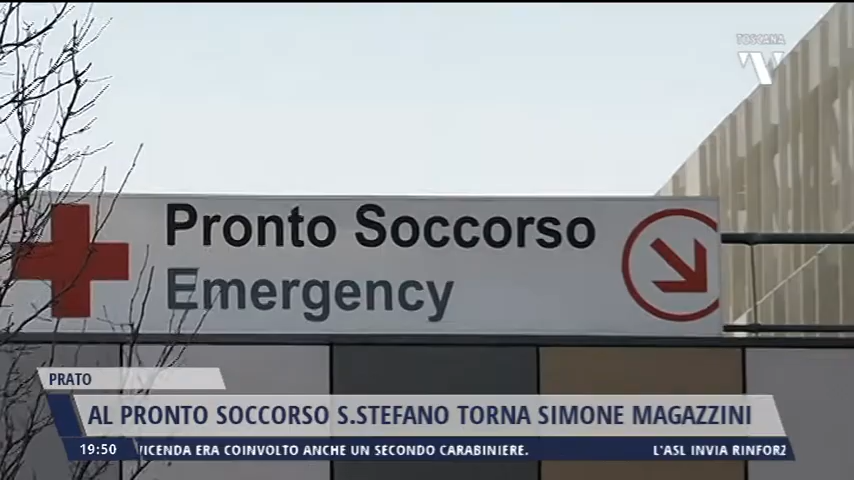 TOSCANA
Pronto Soccorso
Emergency
PRATO
AL PRONTO SOCCORSO S.STEFANO TORNA SIMONE MAGAZZINI
19:50 VICENDA ERA COINVOLTO ANCHE UN SECONDO CARABINIERE. L'ASL INVIA RINFORZ